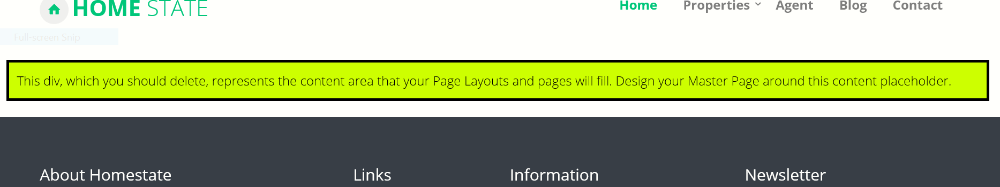 HOME STATE
Home Properties Agent Blog Contact
Full-screen Snip
This div, which you should delete, represents the content area that your Page Layouts and pages will fill. Design your Master Page around this content placeholder.
About Homestate Links Information Newsletter